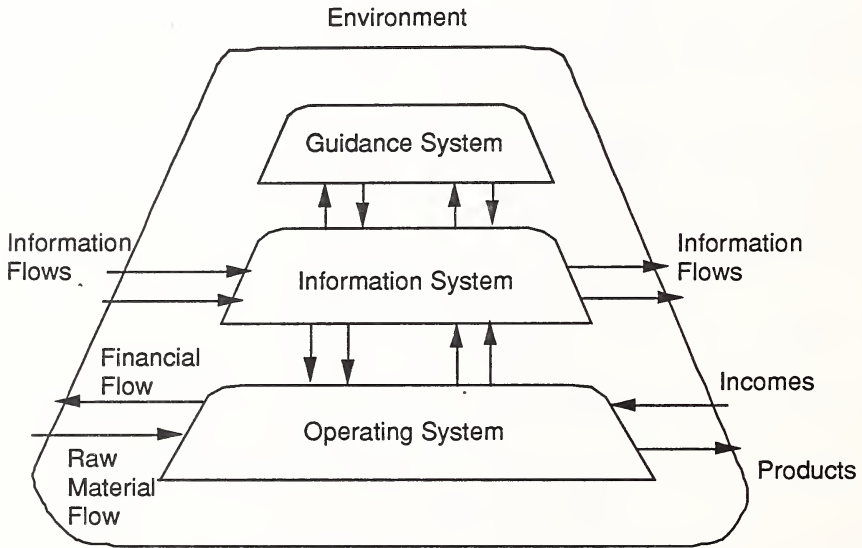 Environment
Guidance System
Information
Flows
Information System
Information
Flows
Financial
Flow
Incomes
Operating System
Raw
Material
Flow
Products